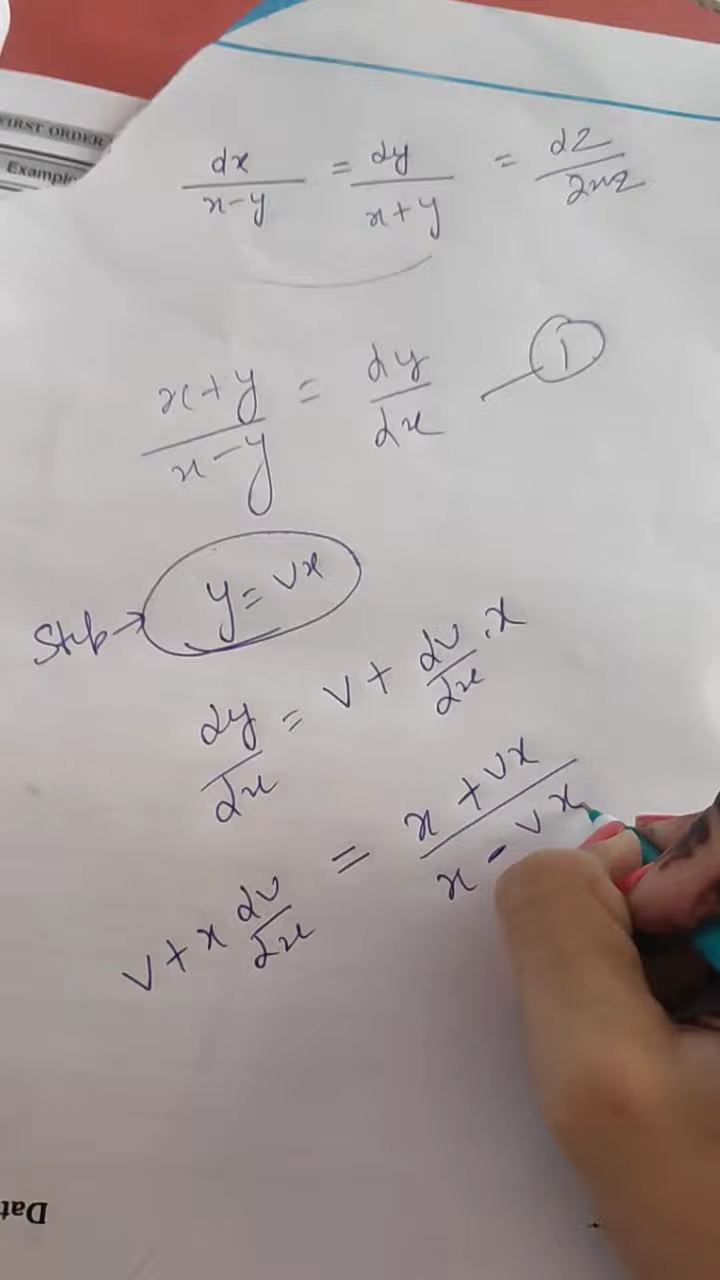 FIRST ORDER
Exampl
dx/(x-y) = dy/(x+y) = dz/(2xz)
(x+y)/(x-y) = dy/dx — ①
Step → y = vx
dy/dx = v + dv/dx . x
v + x dv/dx = (x + vx)/(x - vx)
Dat